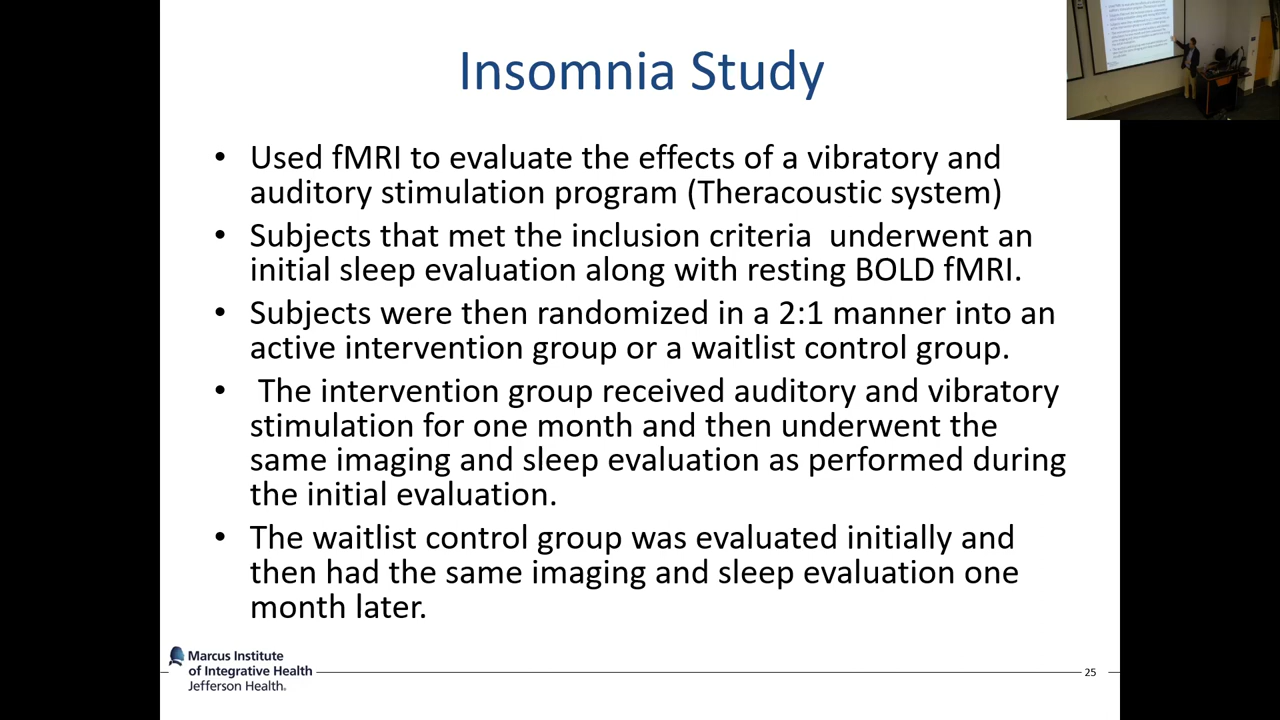 Insomnia Study
• Used fMRI to evaluate the effects of a vibratory and
auditory stimulation program (Theracoustic system)
• Subjects that met the inclusion criteria  underwent an
initial sleep evaluation along with resting BOLD fMRI.
• Subjects were then randomized in a 2:1 manner into an
active intervention group or a waitlist control group.
•  The intervention group received auditory and vibratory
stimulation for one month and then underwent the
same imaging and sleep evaluation as performed during
the initial evaluation.
• The waitlist control group was evaluated initially and
then had the same imaging and sleep evaluation one
month later.
Marcus Institute
of Integrative Health
Jefferson Health.
25